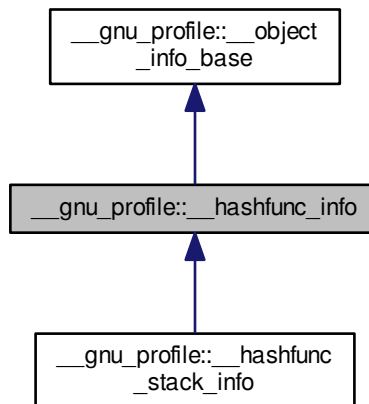 __gnu_profile::__object
_info_base
__gnu_profile::__hashfunc_info
__gnu_profile::__hashfunc
_stack_info